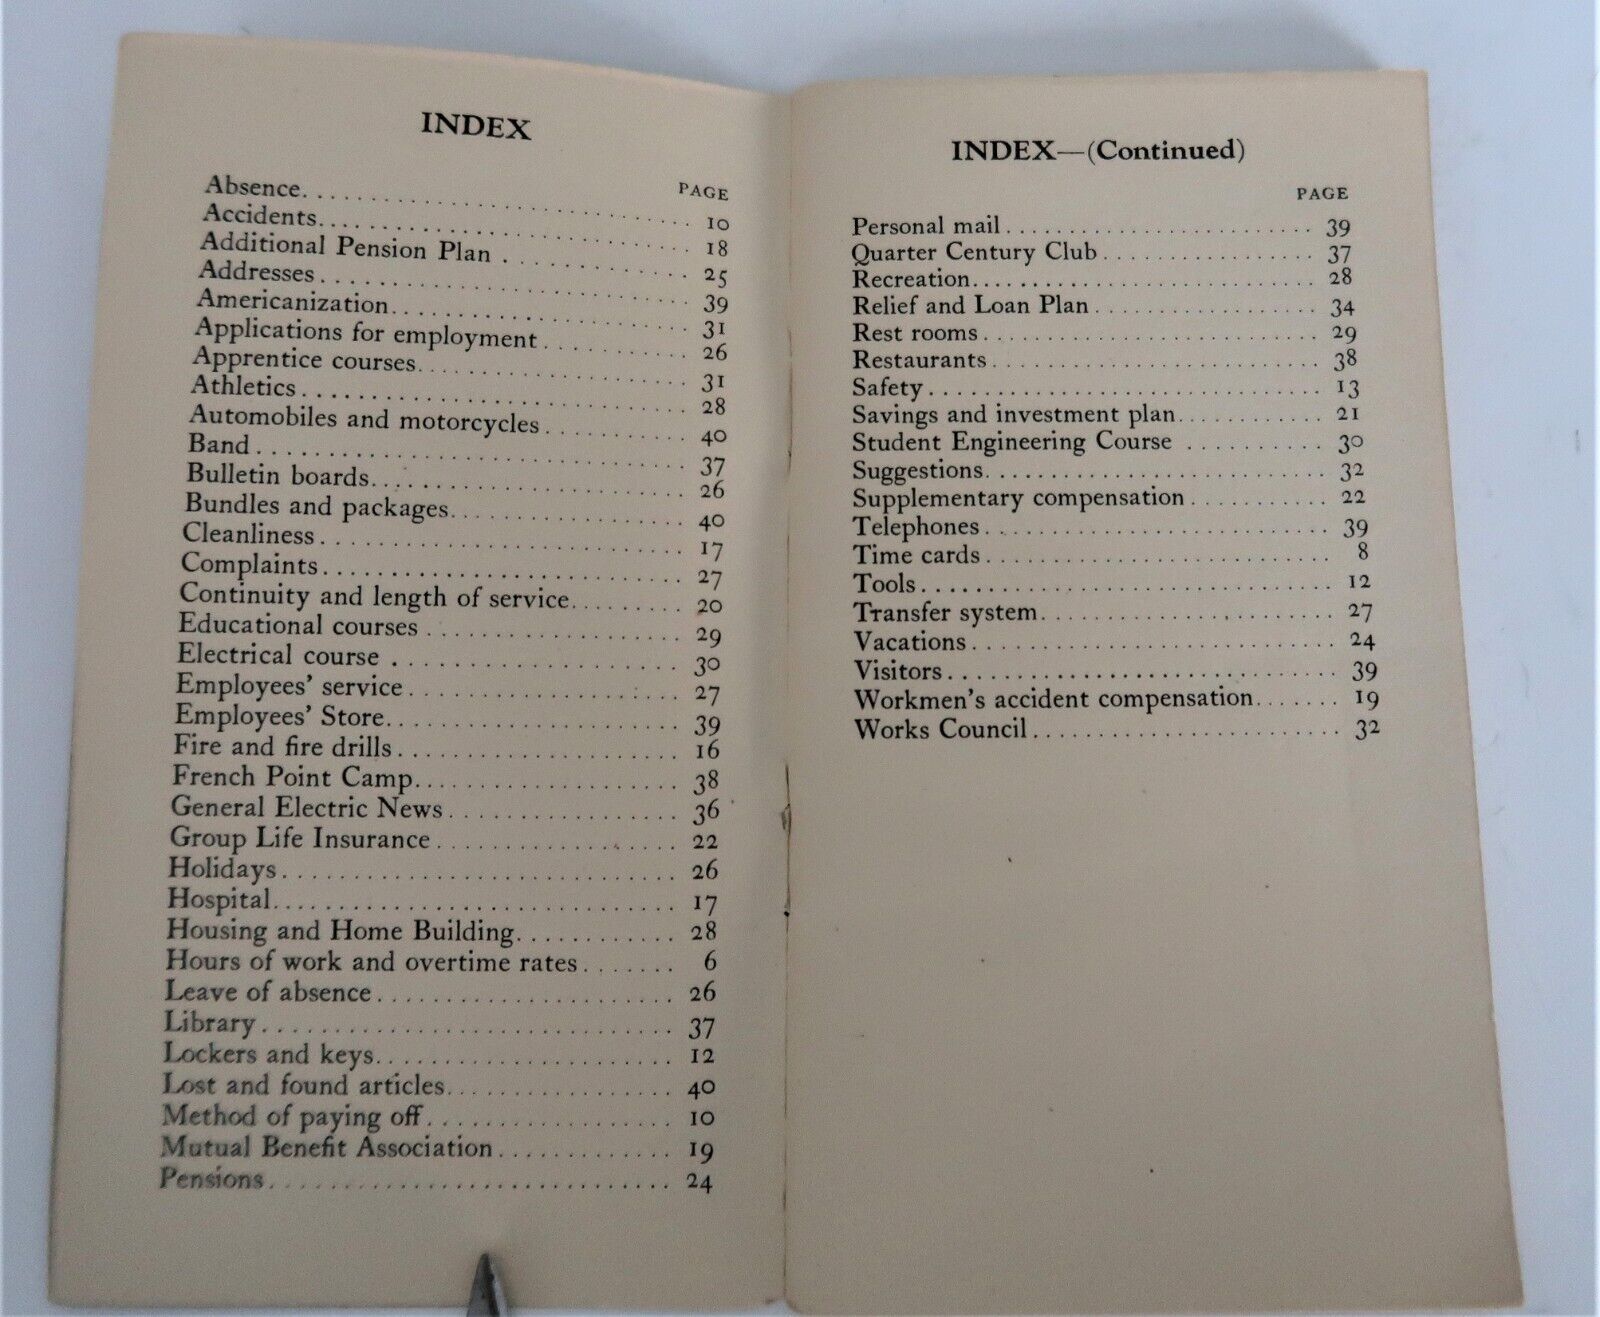 INDEX
PAGE
Absence. . . . . . . . . . . . . . . . . . . . . . . . . . . . 10
Accidents. . . . . . . . . . . . . . . . . . . . . . . . . . . 18
Additional Pension Plan . . . . . . . . . . . . . . 25
Addresses. . . . . . . . . . . . . . . . . . . . . . . . . . . 39
Americanization. . . . . . . . . . . . . . . . . . . . . . 31
Applications for employment. . . . . . . . . . . 26
Apprentice courses. . . . . . . . . . . . . . . . . . . . 31
Athletics. . . . . . . . . . . . . . . . . . . . . . . . . . . . 28
Automobiles and motorcycles. . . . . . . . . . . 40
Band. . . . . . . . . . . . . . . . . . . . . . . . . . . . . . . 37
Bulletin boards. . . . . . . . . . . . . . . . . . . . . . . 26
Bundles and packages. . . . . . . . . . . . . . . . . 40
Cleanliness. . . . . . . . . . . . . . . . . . . . . . . . . . 17
Complaints. . . . . . . . . . . . . . . . . . . . . . . . . . 27
Continuity and length of service. . . . . . . . . 20
Educational courses . . . . . . . . . . . . . . . . . . . 29
Electrical course . . . . . . . . . . . . . . . . . . . . . 30
Employees' service. . . . . . . . . . . . . . . . . . . . 27
Employees' Store. . . . . . . . . . . . . . . . . . . . . 39
Fire and fire drills. . . . . . . . . . . . . . . . . . . . . 16
French Point Camp. . . . . . . . . . . . . . . . . . . . 38
General Electric News. . . . . . . . . . . . . . . . . 36
Group Life Insurance. . . . . . . . . . . . . . . . . . 22
Holidays. . . . . . . . . . . . . . . . . . . . . . . . . . . . . 26
Hospital. . . . . . . . . . . . . . . . . . . . . . . . . . . . . 17
Housing and Home Building. . . . . . . . . . . . 28
Hours of work and overtime rates. . . . . . . 6
Leave of absence. . . . . . . . . . . . . . . . . . . . . . 26
Library. . . . . . . . . . . . . . . . . . . . . . . . . . . . . . 37
Lockers and keys. . . . . . . . . . . . . . . . . . . . . . 12
Lost and found articles. . . . . . . . . . . . . . . . . 40
Method of paying off. . . . . . . . . . . . . . . . . . 10
Mutual Benefit Association. . . . . . . . . . . . . 19
Pensions. . . . . . . . . . . . . . . . . . . . . . . . . . . . . 24
INDEX—(Continued)
PAGE
Personal mail. . . . . . . . . . . . . . . . . . . . . . . 39
Quarter Century Club. . . . . . . . . . . . . . . . 37
Recreation. . . . . . . . . . . . . . . . . . . . . . . . . . 28
Relief and Loan Plan. . . . . . . . . . . . . . . . . 34
Rest rooms. . . . . . . . . . . . . . . . . . . . . . . . . . 29
Restaurants. . . . . . . . . . . . . . . . . . . . . . . . . 38
Safety. . . . . . . . . . . . . . . . . . . . . . . . . . . . . . 13
Savings and investment plan. . . . . . . . . . . 21
Student Engineering Course . . . . . . . . . . . 30
Suggestions. . . . . . . . . . . . . . . . . . . . . . . . . 32
Supplementary compensation. . . . . . . . . . . 22
Telephones. . . . . . . . . . . . . . . . . . . . . . . . . . 39
Time cards. . . . . . . . . . . . . . . . . . . . . . . . . . 8
Tools. . . . . . . . . . . . . . . . . . . . . . . . . . . . . . . 12
Transfer system. . . . . . . . . . . . . . . . . . . . . . 27
Vacations. . . . . . . . . . . . . . . . . . . . . . . . . . . 24
Visitors. . . . . . . . . . . . . . . . . . . . . . . . . . . . . 39
Workmen's accident compensation. . . . . . . 19
Works Council. . . . . . . . . . . . . . . . . . . . . . . 32